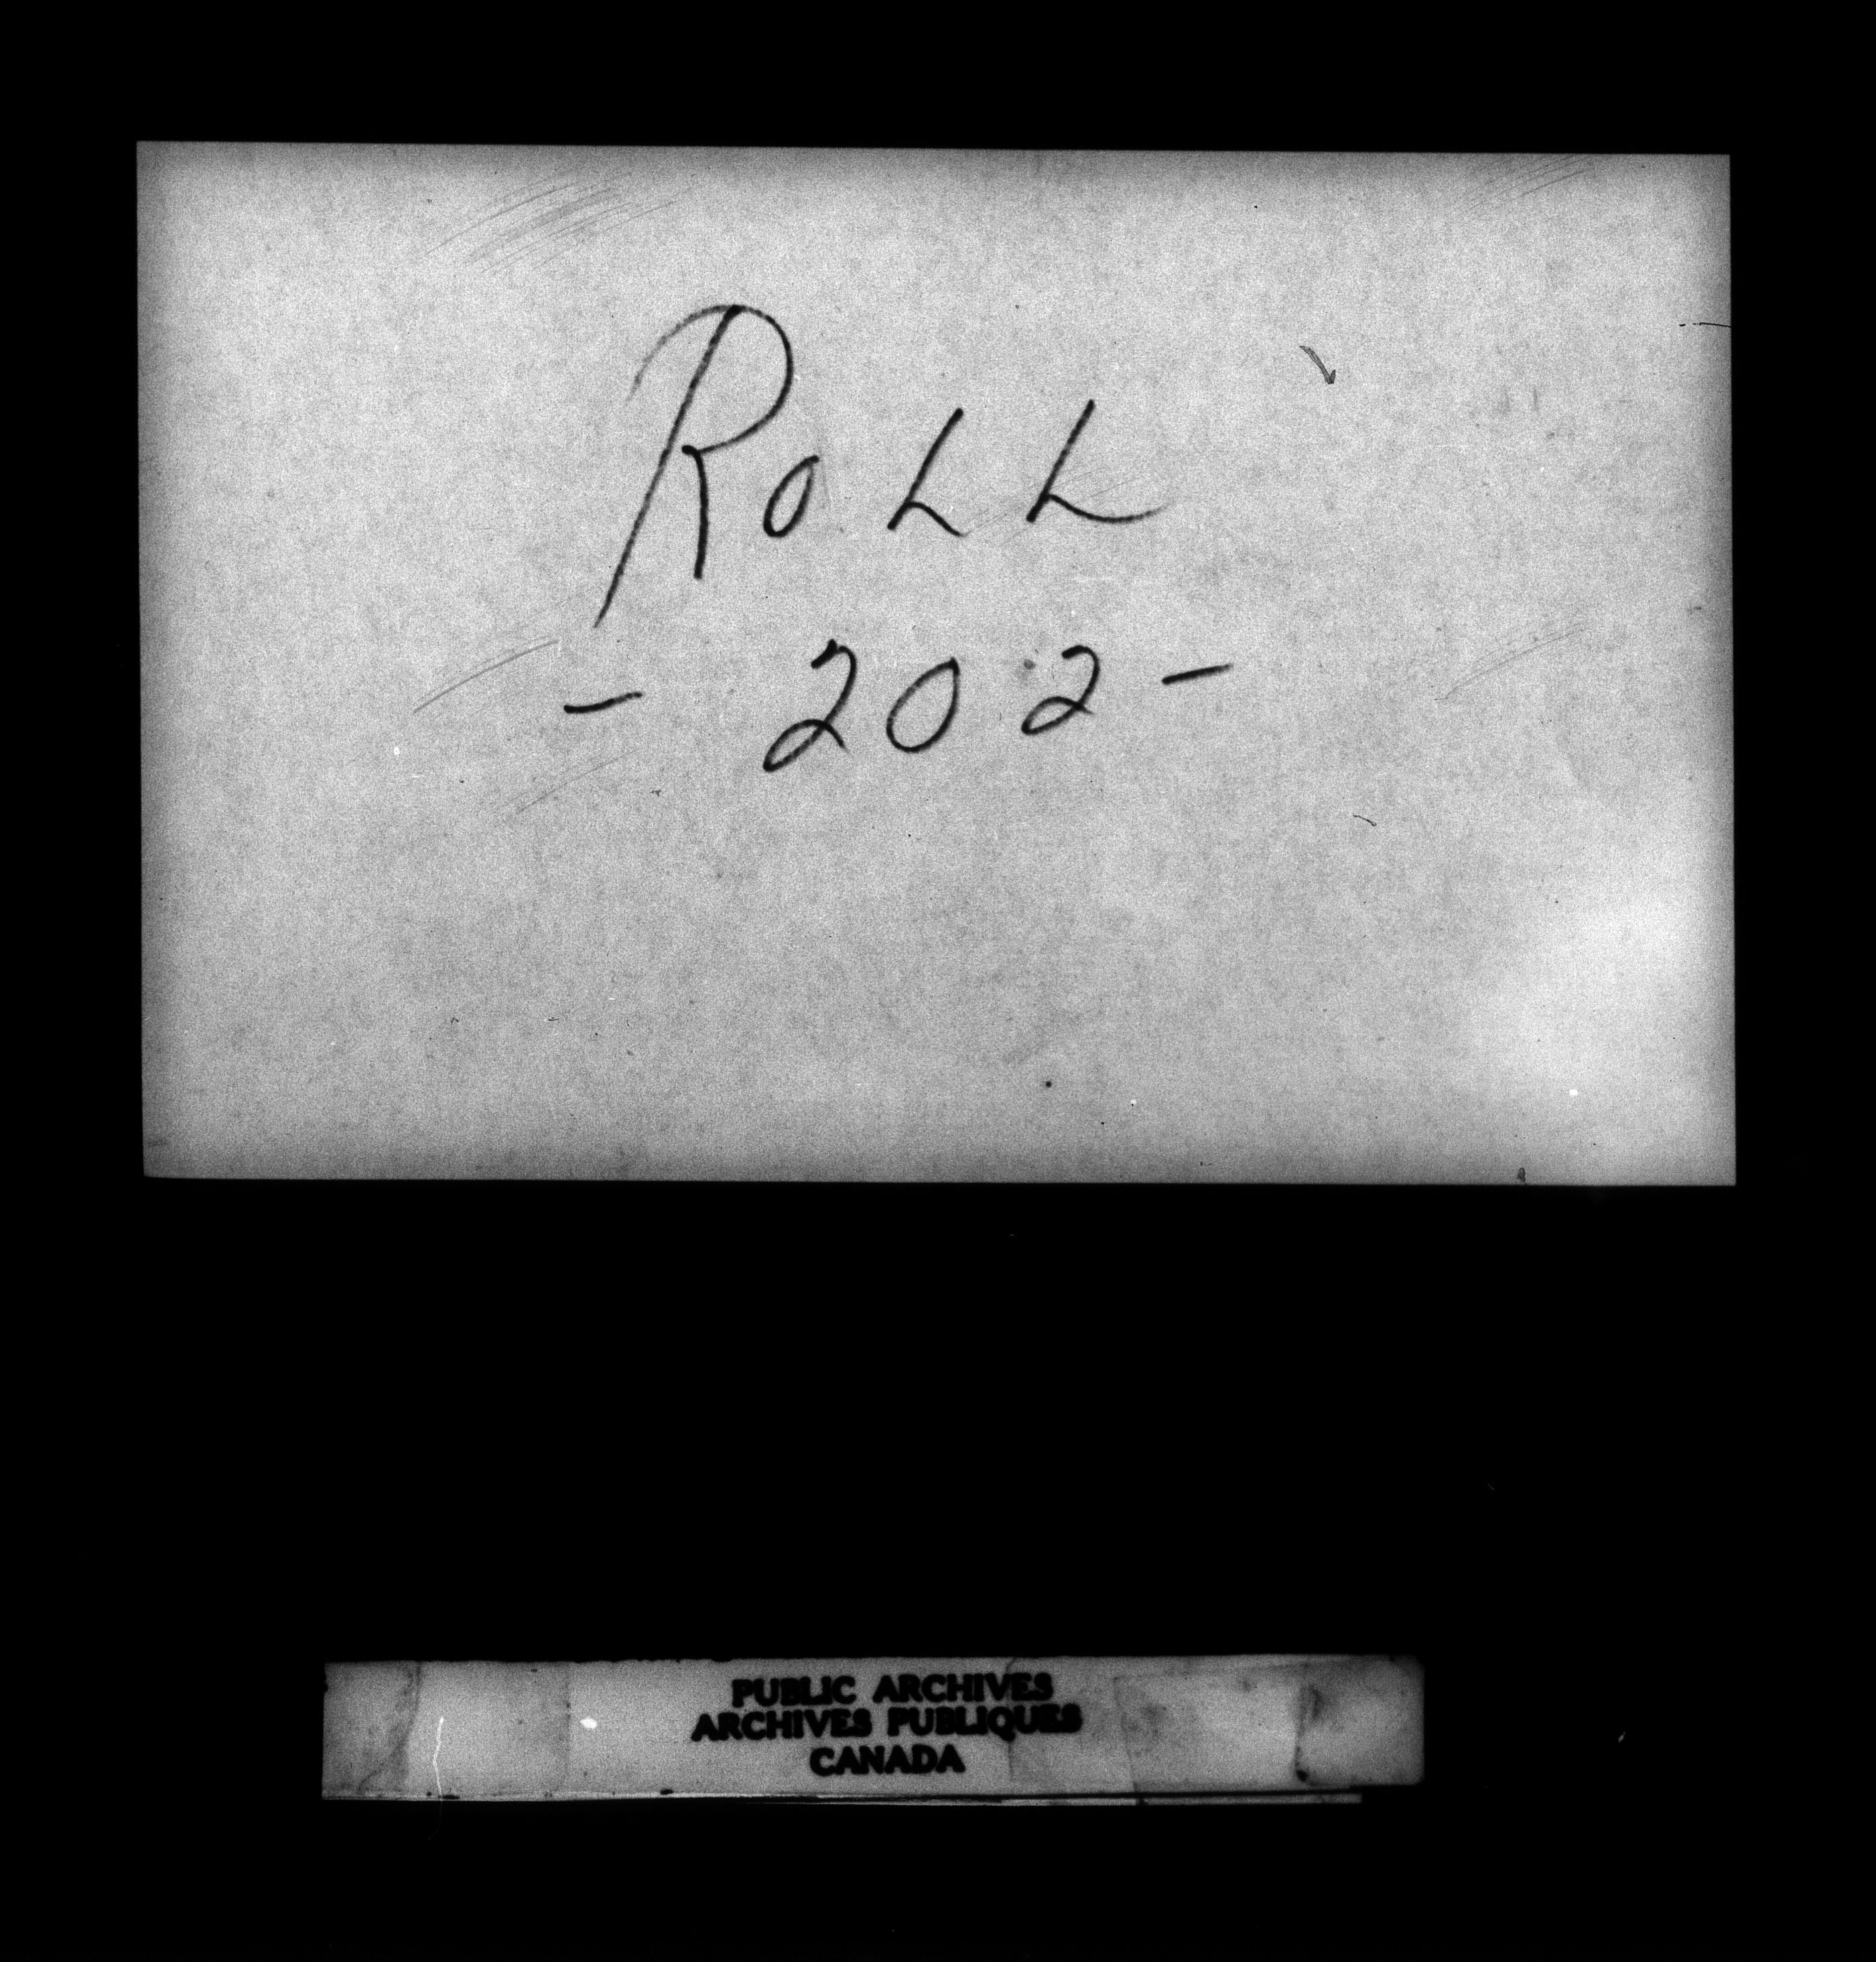 RoLL
- 202 -
PUBLIC ARCHIVES
ARCHIVES PUBLIQUES
CANADA